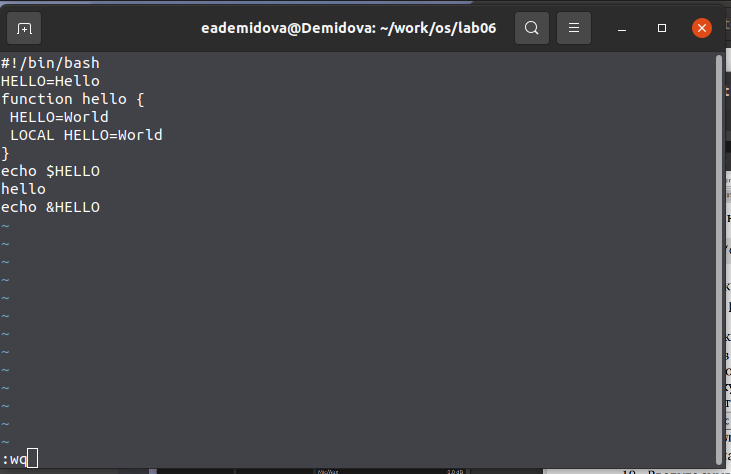 eademidova@Demidova: ~/work/os/lab06
#!/bin/bash
HELLO=Hello
function hello {
 HELLO=World
 LOCAL HELLO=World
}
echo $HELLO
hello
echo &HELLO
~
~
~
~
~
~
~
~
~
~
~
~
~
:wq